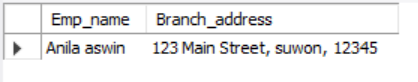 Emp_name Branch_address
Anila aswin 123 Main Street, suwon, 12345